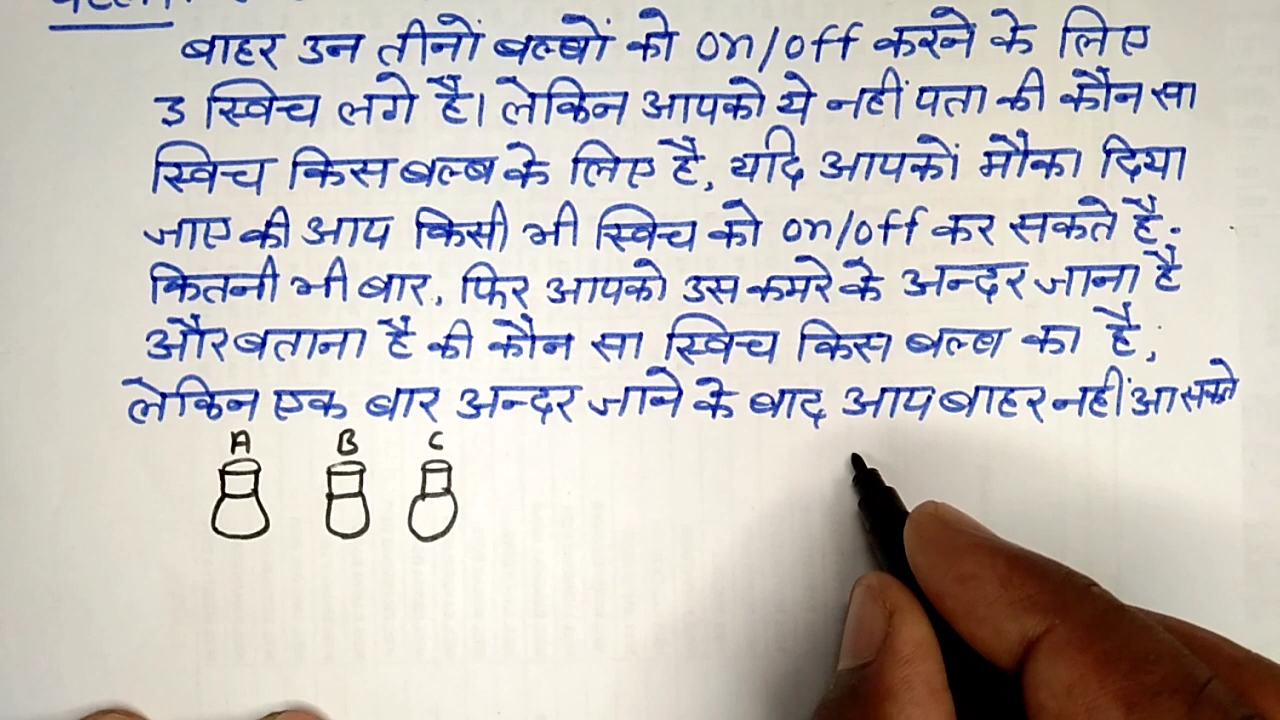 बाहर उन तीनों बल्बों को on/off करने के लिए
3 स्विच लगे है। लेकिन आपको ये नहीं पता की कौन सा
स्विच किस बल्ब के लिए है, यदि आपकों मौका दिया
जाए की आप किसी भी स्विच को on/off कर सकते है.
कितनी भी बार, फिर आपको उस कमरे के अन्दर जाना है
और बताना है की कौन सा स्विच किस बल्ब का है,
लेकिन एक बार अन्दर जाने के बाद आप बाहर नहीं आ सकते
A B C